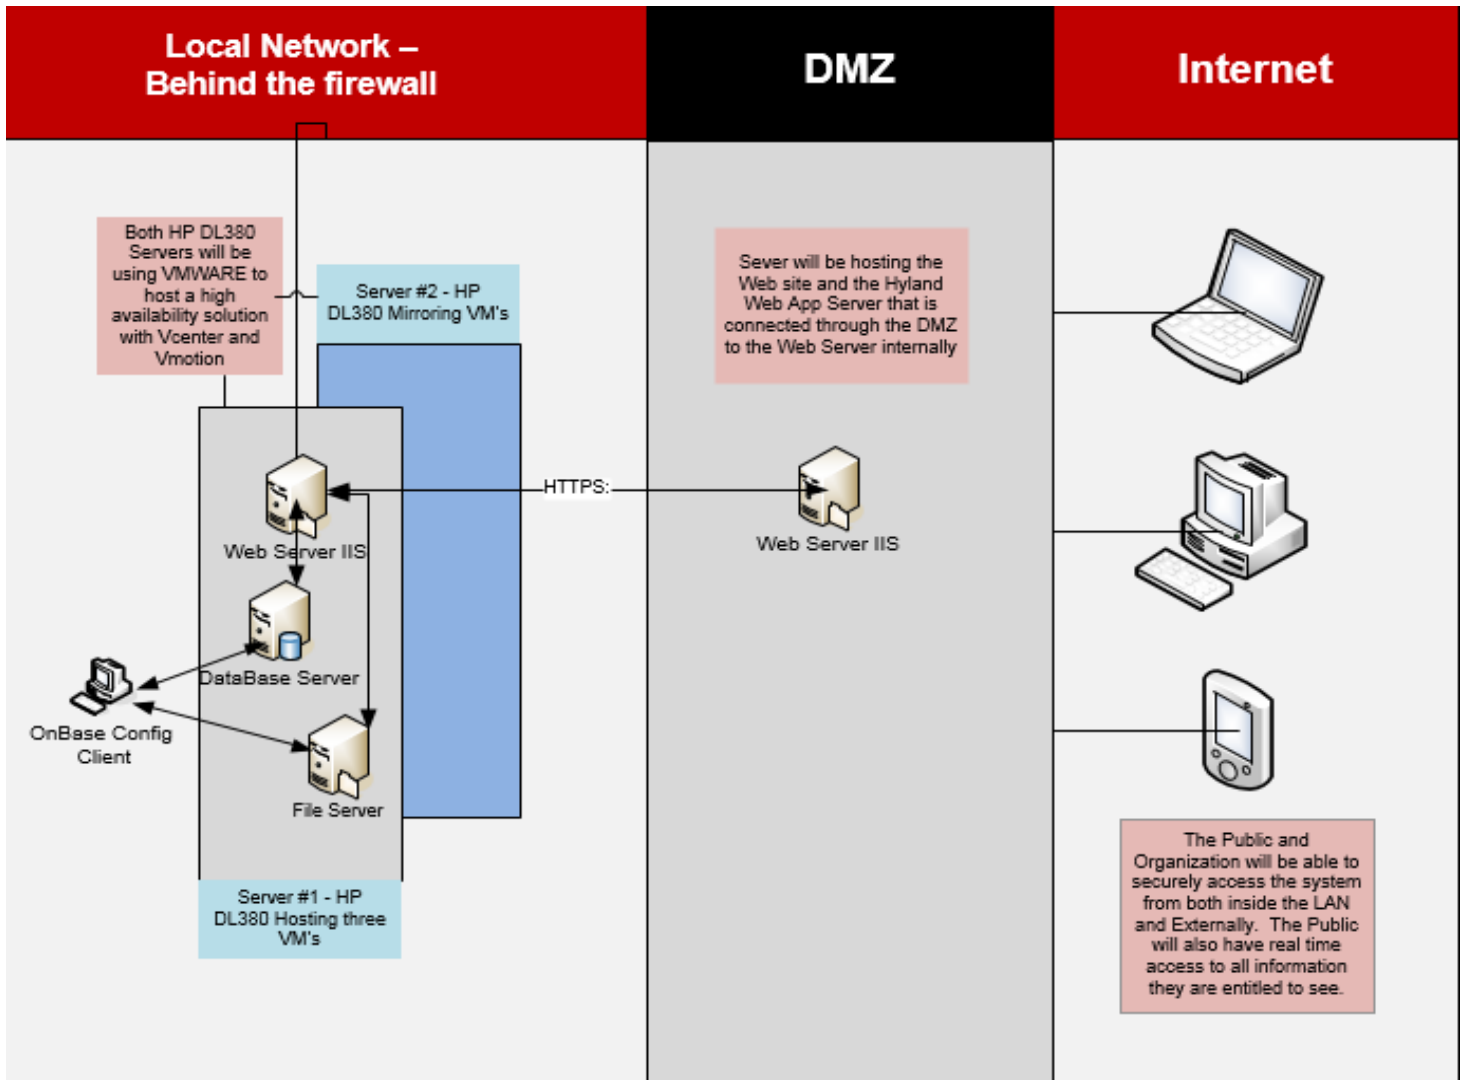 Local Network –
Behind the firewall
DMZ
Internet
Both HP DL380
Servers will be
using VMWARE to
host a high
availability solution
with Vcenter and
Vmotion
Server #2 - HP
DL380 Mirroring VM's
Sever will be hosting the
Web site and the Hyland
Web App Server that is
connected through the DMZ
to the Web Server internally
HTTPS:
Web Server IIS
Web Server IIS
DataBase Server
OnBase Config
Client
File Server
Server #1 - HP
DL380 Hosting three
VM's
The Public and
Organization will be able to
securely access the system
from both inside the LAN
and Externally. The Public
will also have real time
access to all information
they are entitled to see.